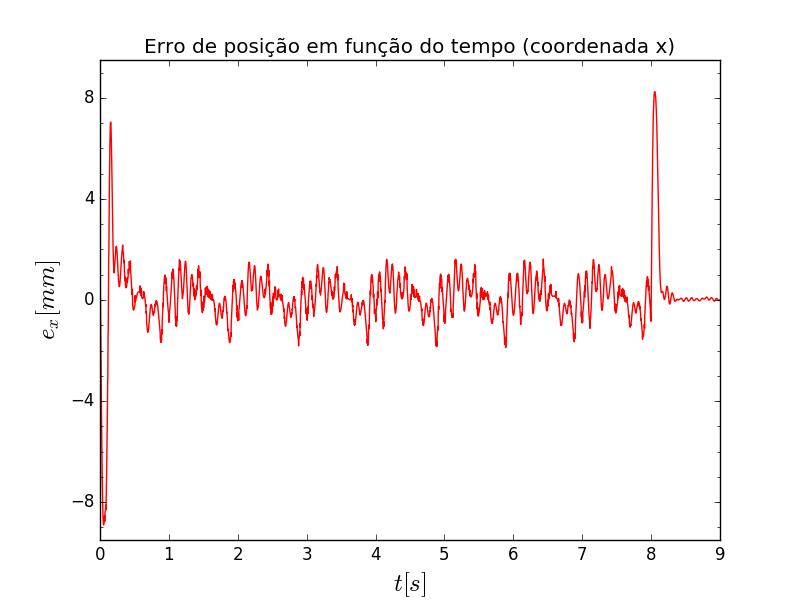 Erro de posição em função do tempo (coordenada x)
8
4
0
−4
−8
e_x[mm]
0 1 2 3 4 5 6 7 8 9
t[s]